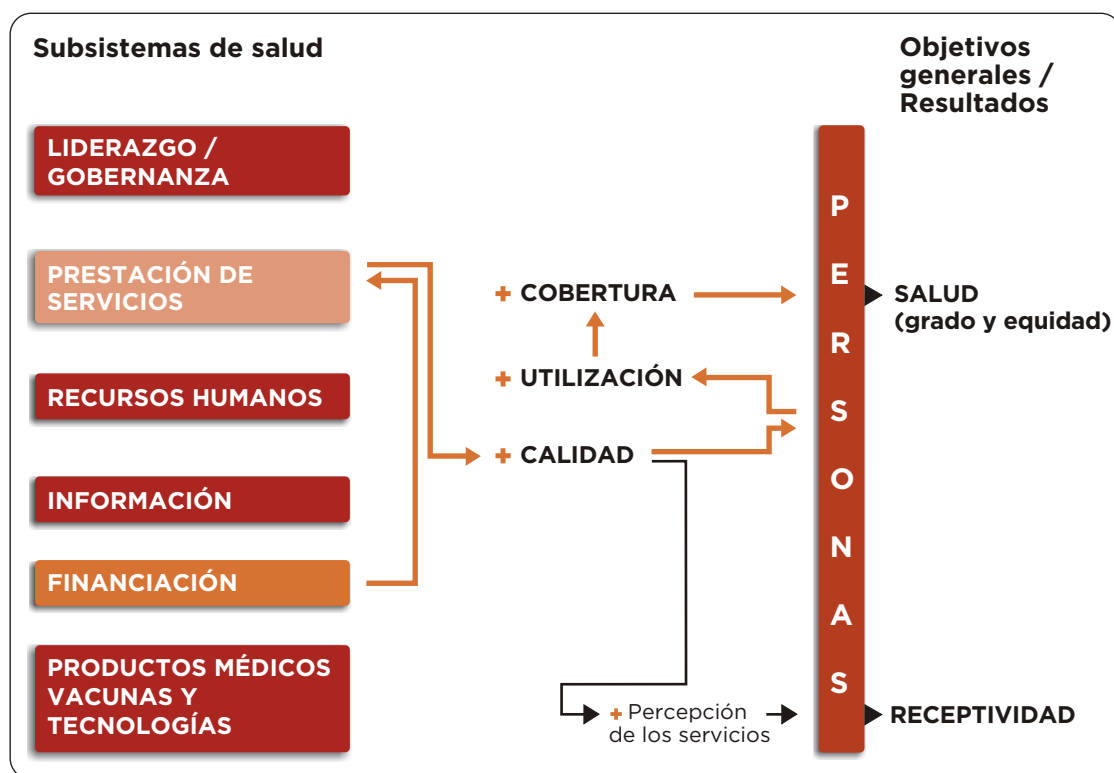 Subsistemas de salud
Objetivos
generales /
Resultados
LIDERAZGO /
GOBERNANZA
PRESTACIÓN DE
SERVICIOS
RECURSOS HUMANOS
INFORMACIÓN
FINANCIACIÓN
PRODUCTOS MÉDICOS
VACUNAS Y
TECNOLOGÍAS
+ COBERTURA
+ UTILIZACIÓN
+ CALIDAD
+ Percepción
de los servicios
PERSONAS
SALUD
(grado y equidad)
RECEPTIVIDAD